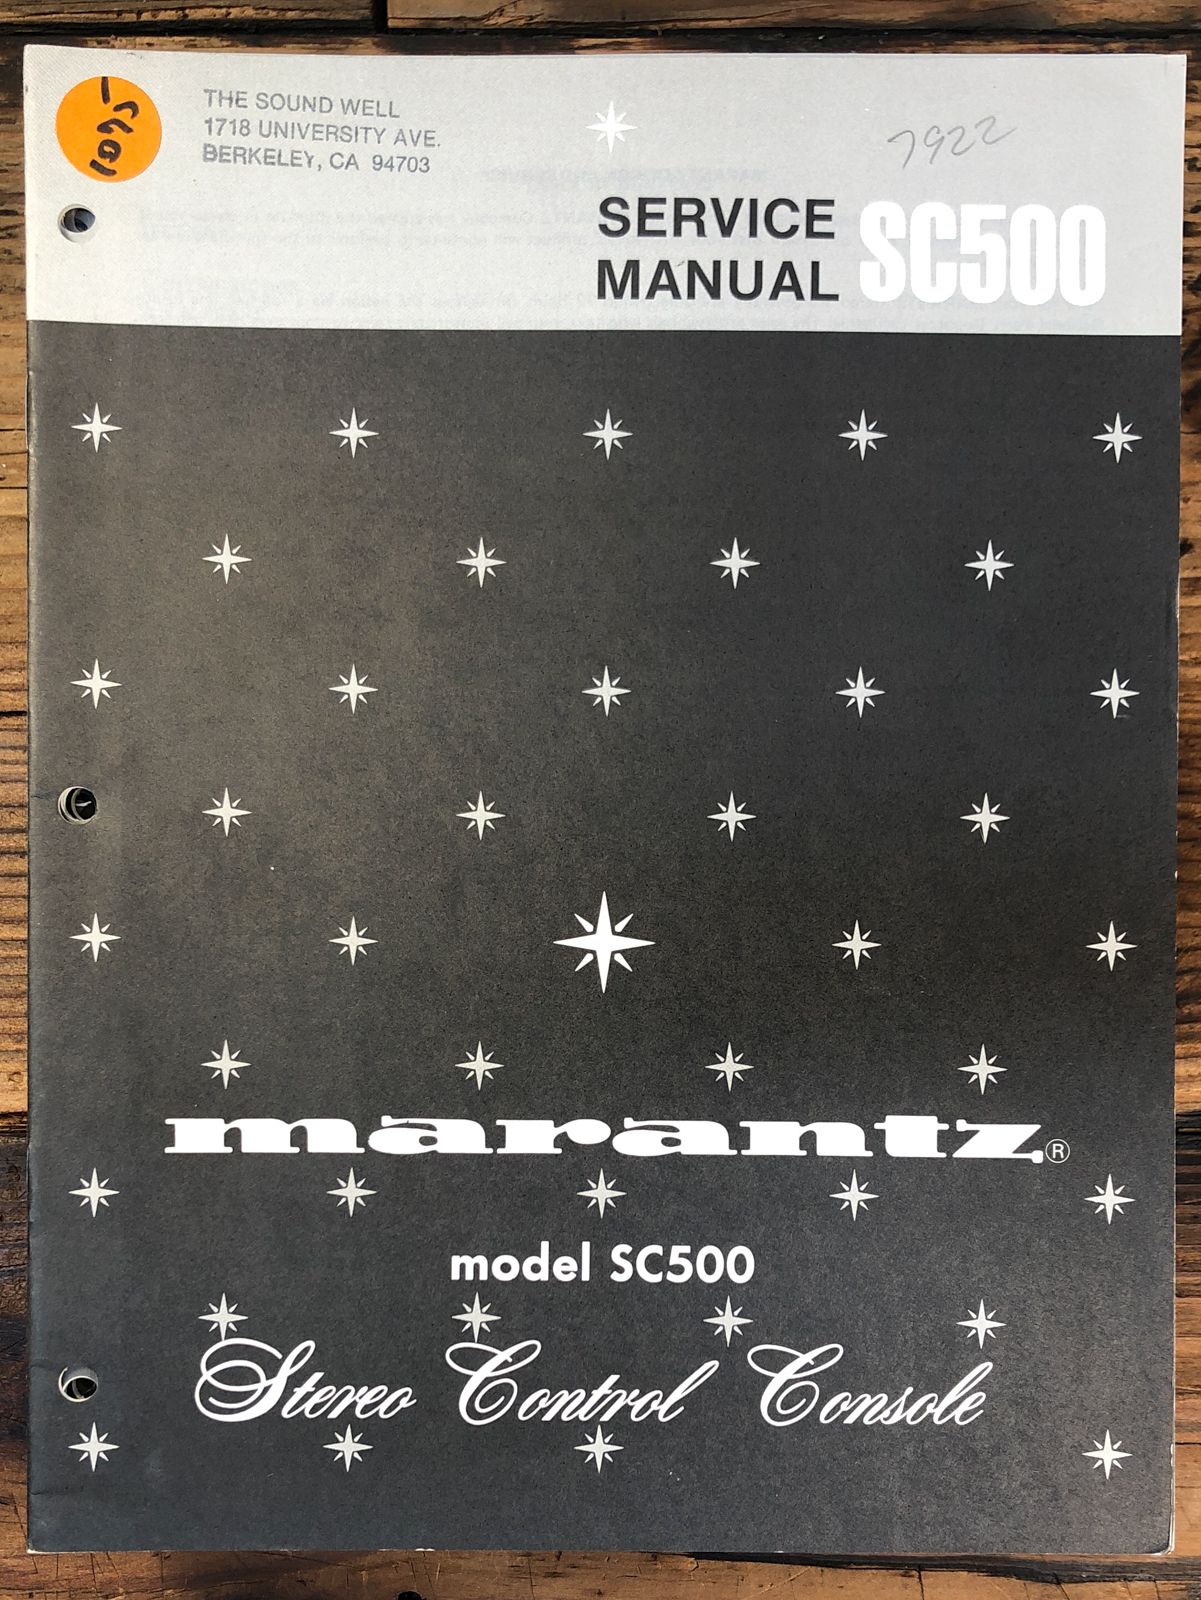 THE SOUND WELL
1718 UNIVERSITY AVE.
BERKELEY, CA 94703
7922
SERVICE
MANUAL SC500
marantz®
model SC500
Stereo Control Console